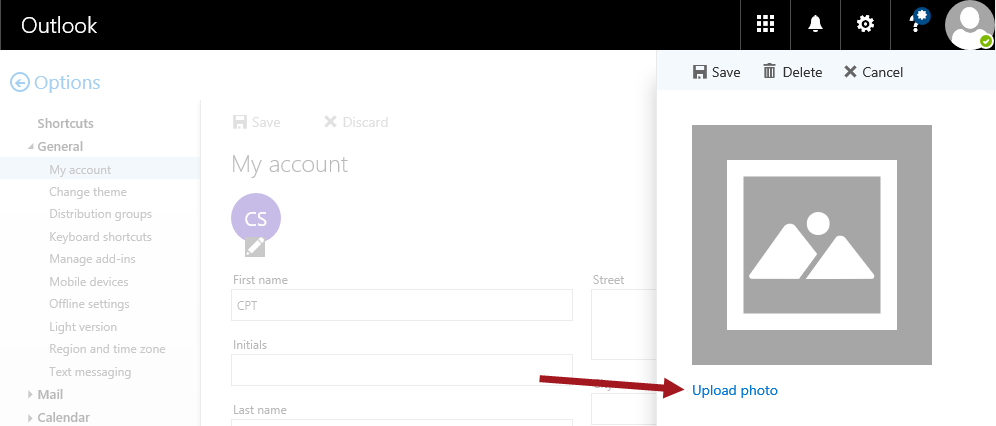 Outlook
?
Options
Shortcuts
General
My account
Change theme
Distribution groups
Keyboard shortcuts
Manage add-ins
Mobile devices
Offline settings
Light version
Region and time zone
Text messaging
Mail
Calendar
Save Discard
My account
CS
First name
CPT
Initials
Last name
Street
Save Delete Cancel
Upload photo